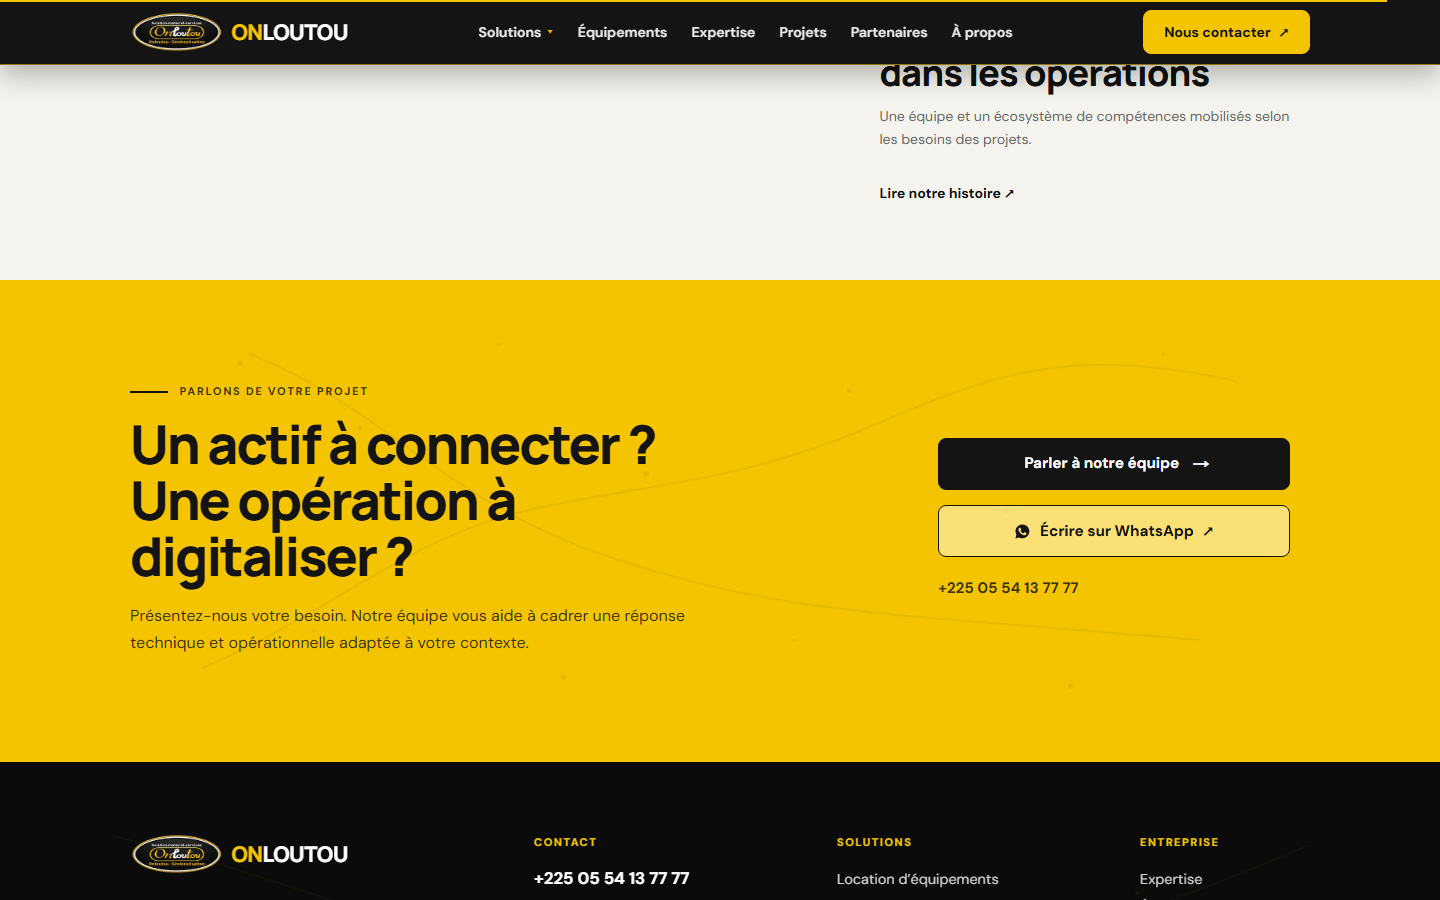 OnLoutou
ONLOUTOU
Solutions
Équipements
Expertise
Projets
Partenaires
À propos
Nous contacter ↗
dans les opérations
Une équipe et un écosystème de compétences mobilisés selon
les besoins des projets.
Lire notre histoire ↗
PARLONS DE VOTRE PROJET
Un actif à connecter ?
Une opération à
digitaliser ?
Présentez-nous votre besoin. Notre équipe vous aide à cadrer une réponse
technique et opérationnelle adaptée à votre contexte.
Parler à notre équipe →
Écrire sur WhatsApp ↗
+225 05 54 13 77 77
OnLoutou
ONLOUTOU
CONTACT
+225 05 54 13 77 77
SOLUTIONS
Location d’équipements
ENTREPRISE
Expertise